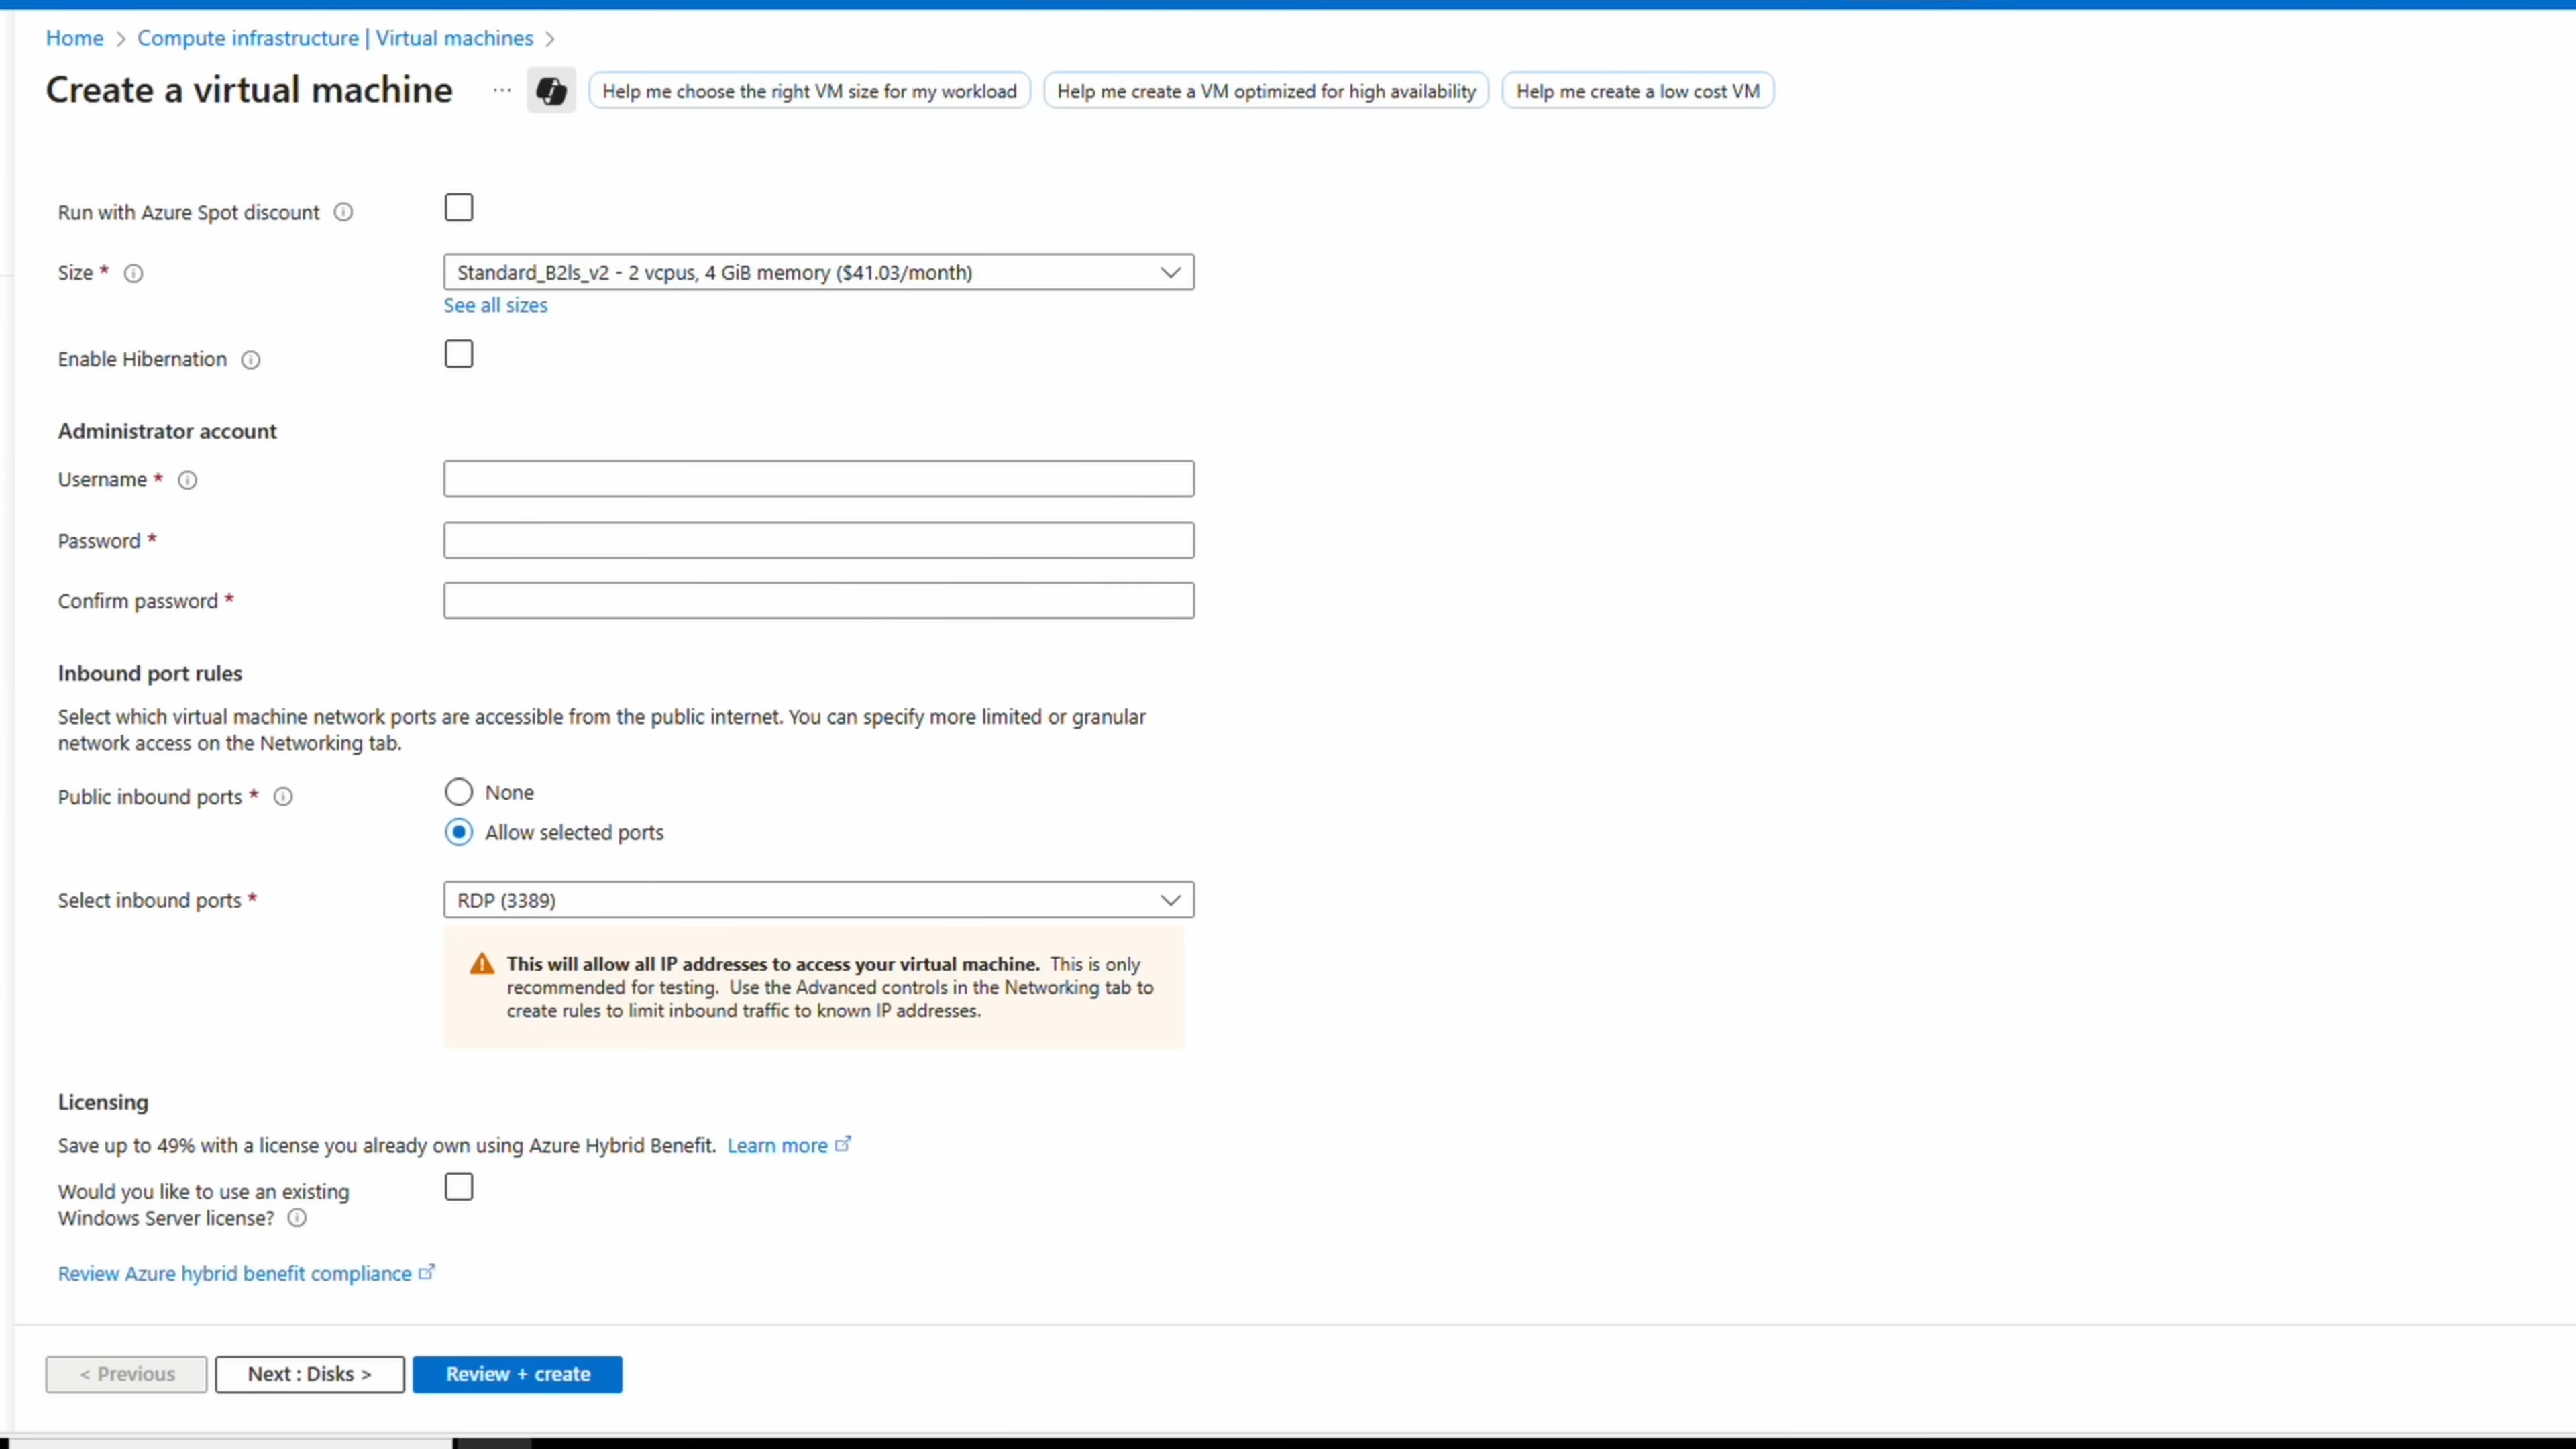 Home > Compute infrastructure | Virtual machines >
Create a virtual machine ... Help me choose the right VM size for my workload Help me create a VM optimized for high availability Help me create a low cost VM
Run with Azure Spot discount
Size * Standard_B2ls_v2 - 2 vcpus, 4 GiB memory ($41.03/month)
See all sizes
Enable Hibernation
Administrator account
Username *
Password *
Confirm password *
Inbound port rules
Select which virtual machine network ports are accessible from the public internet. You can specify more limited or granular
network access on the Networking tab.
Public inbound ports * None
Allow selected ports
Select inbound ports * RDP (3389)
This will allow all IP addresses to access your virtual machine. This is only
recommended for testing. Use the Advanced controls in the Networking tab to
create rules to limit inbound traffic to known IP addresses.
Licensing
Save up to 49% with a license you already own using Azure Hybrid Benefit. Learn more
Would you like to use an existing
Windows Server license?
Review Azure hybrid benefit compliance
< Previous Next : Disks > Review + create